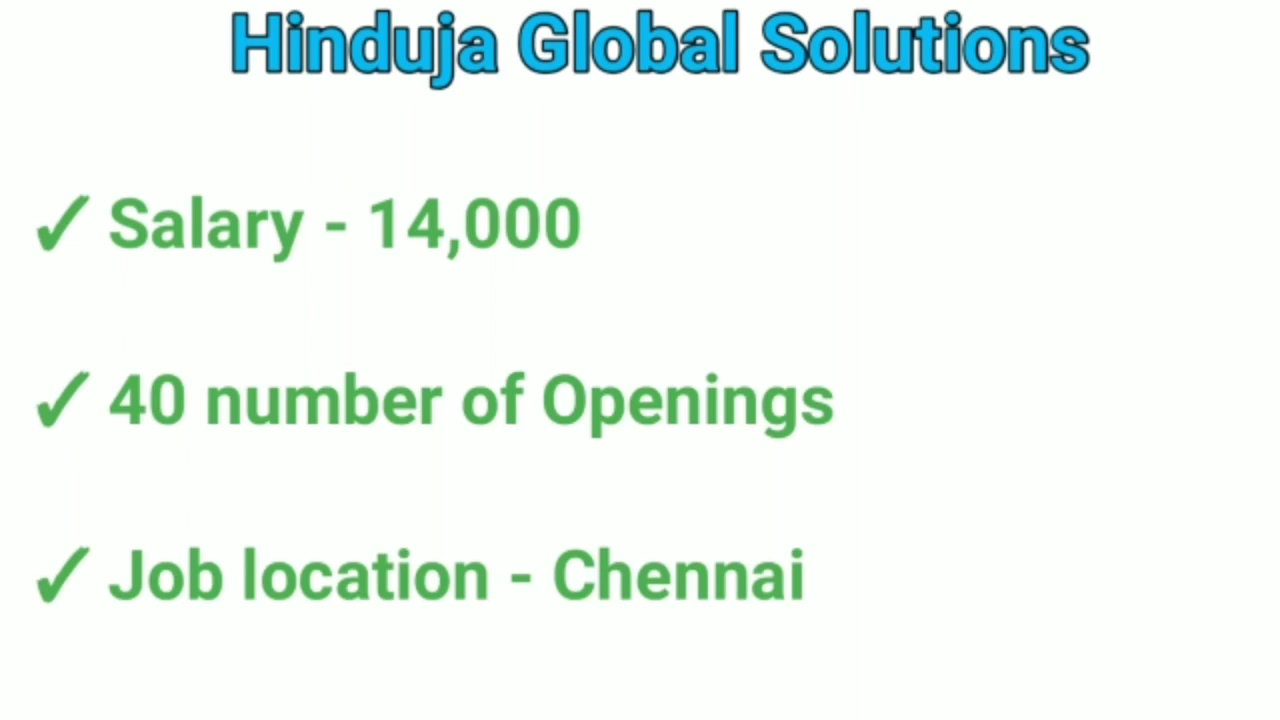 Hinduja Global Solutions
✓ Salary - 14,000
✓ 40 number of Openings
✓ Job location - Chennai